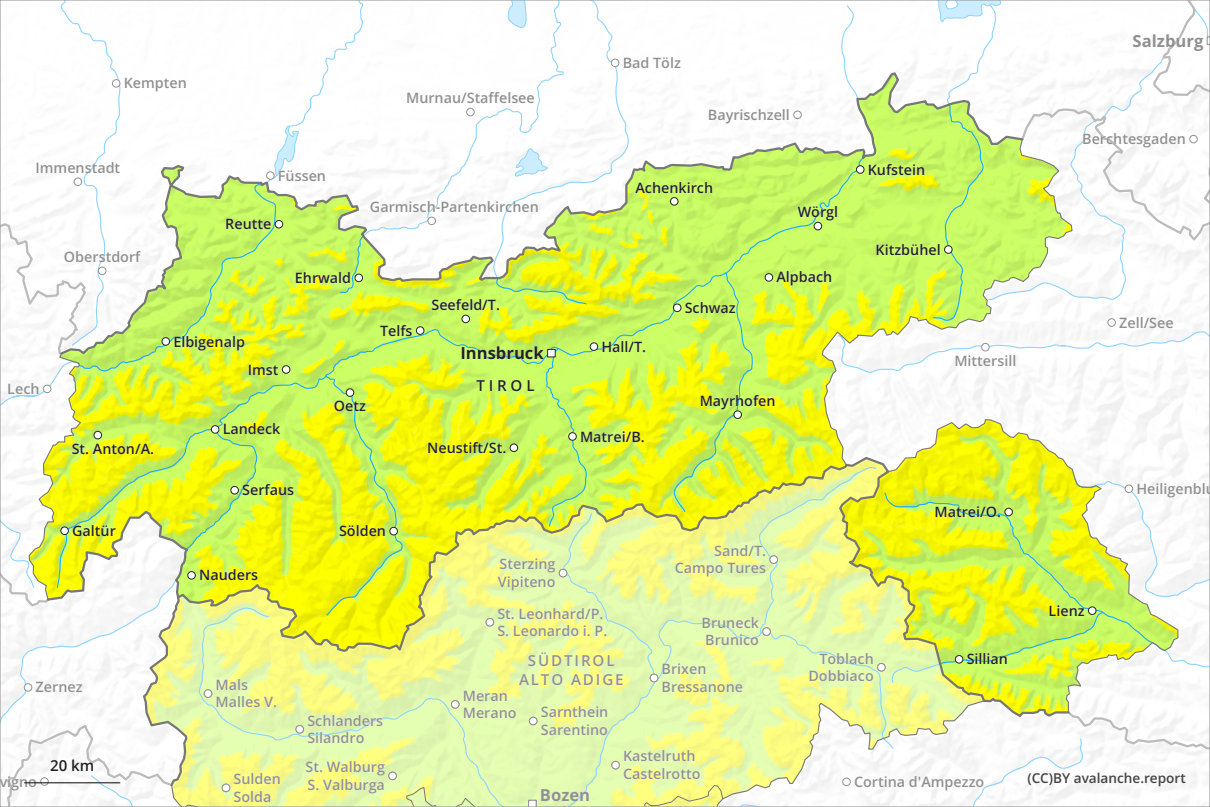 Salzburg
Bad Tölz
Kempten
Murnau/Staffelsee
Bayrischzell
Berchtesgaden
Immenstadt
Füssen
Kufstein
Achenkirch
Garmisch-Partenkirchen
Wörgl
Reutte
Kitzbühel
Oberstdorf
Ehrwald
Alpbach
Seefeld/T.
Schwaz
Telfs
Zell/See
Elbigenalp
Innsbruck
Hall/T.
Mittersill
Imst
Lech
TIROL
Oetz
Mayrhofen
Landeck
Matrei/B.
St. Anton/A.
Neustift/St.
Serfaus
Heiligenblu
Matrei/O.
Galtür
Sölden
Sand/T.
Campo Tures
Sterzing
Vipiteno
Nauders
St. Leonhard/P.
S. Leonardo i. P.
Lienz
Bruneck
Brunico
SÜDTIROL
ALTO ADIGE
Toblach
Dobbiaco
Sillian
Brixen
Bressanone
Zernez
Mals
Malles V.
Meran
Merano
Sarnthein
Sarentino
Schlanders
Silandro
Kastelruth
Castelrotto
St. Walburg
S. Valburga
20 km
vigno
Sulden
Solda
Cortina d'Ampezzo
(CC)BY avalanche.report
Bozen